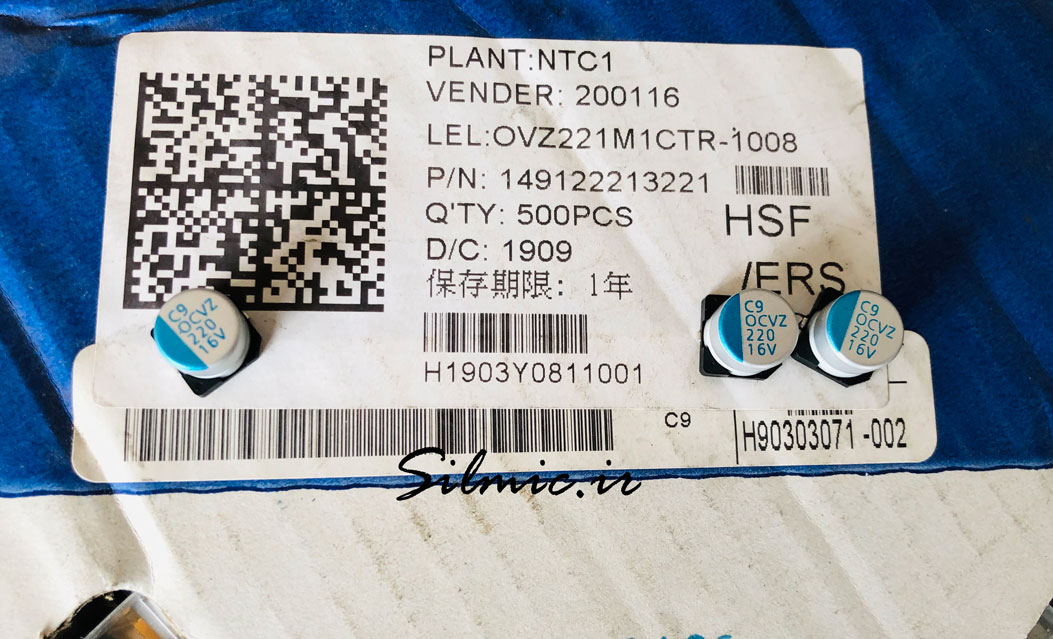 PLANT:NTC1
VENDER: 200116
LEL:OVZ221M1CTR-1008
P/N: 149122213221
Q'TY: 500PCS
HSF
D/C: 1909
/ERS
保存期限：1年
H1903Y0811001
C9
H90303071-002
C9
OCVZ
220
16V
C9
OCVZ
220
16V
C9
OCVZ
220
16V
Silmic.ir